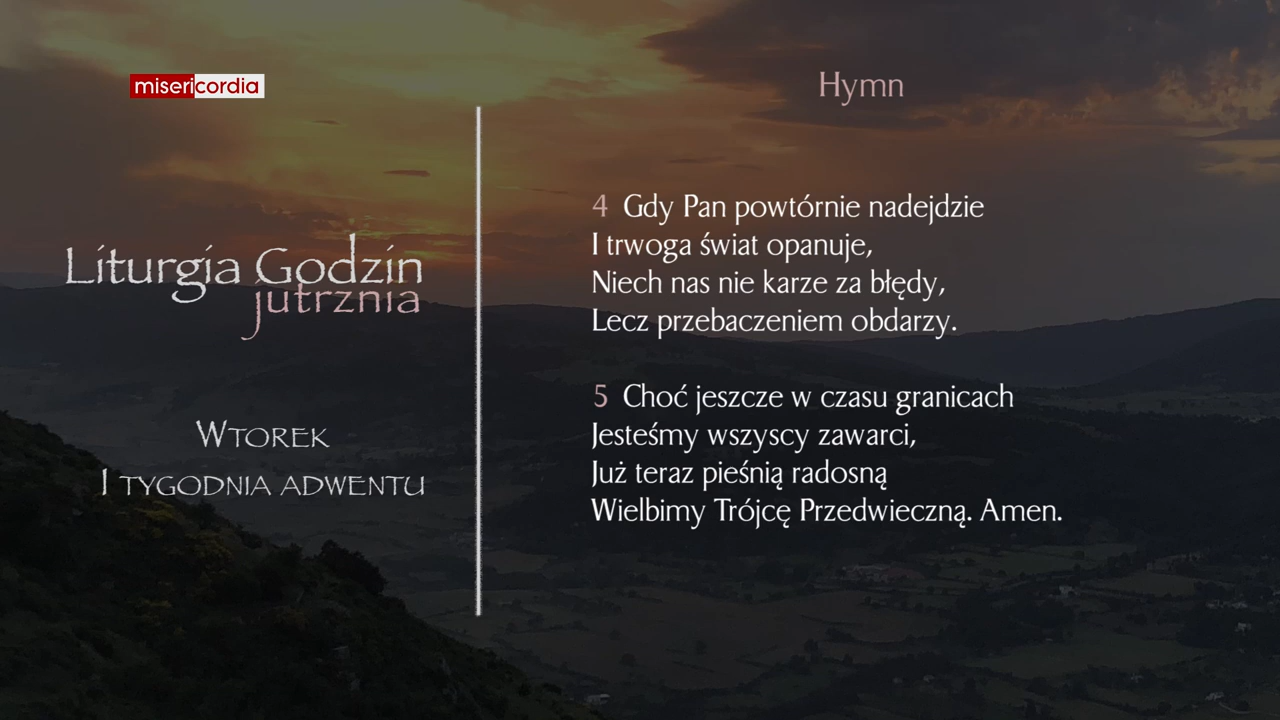 misericordia
Liturgia Godzin
jutrznia
Wtorek
I tygodnia adwentu
Hymn
4 Gdy Pan powtórnie nadejdzie
I trwoga świat opanuje,
Niech nas nie karze za błędy,
Lecz przebaczeniem obdarzy.
5 Choć jeszcze w czasu granicach
Jesteśmy wszyscy zawarci,
Już teraz pieśnią radosną
Wielbimy Trójcę Przedwieczną. Amen.